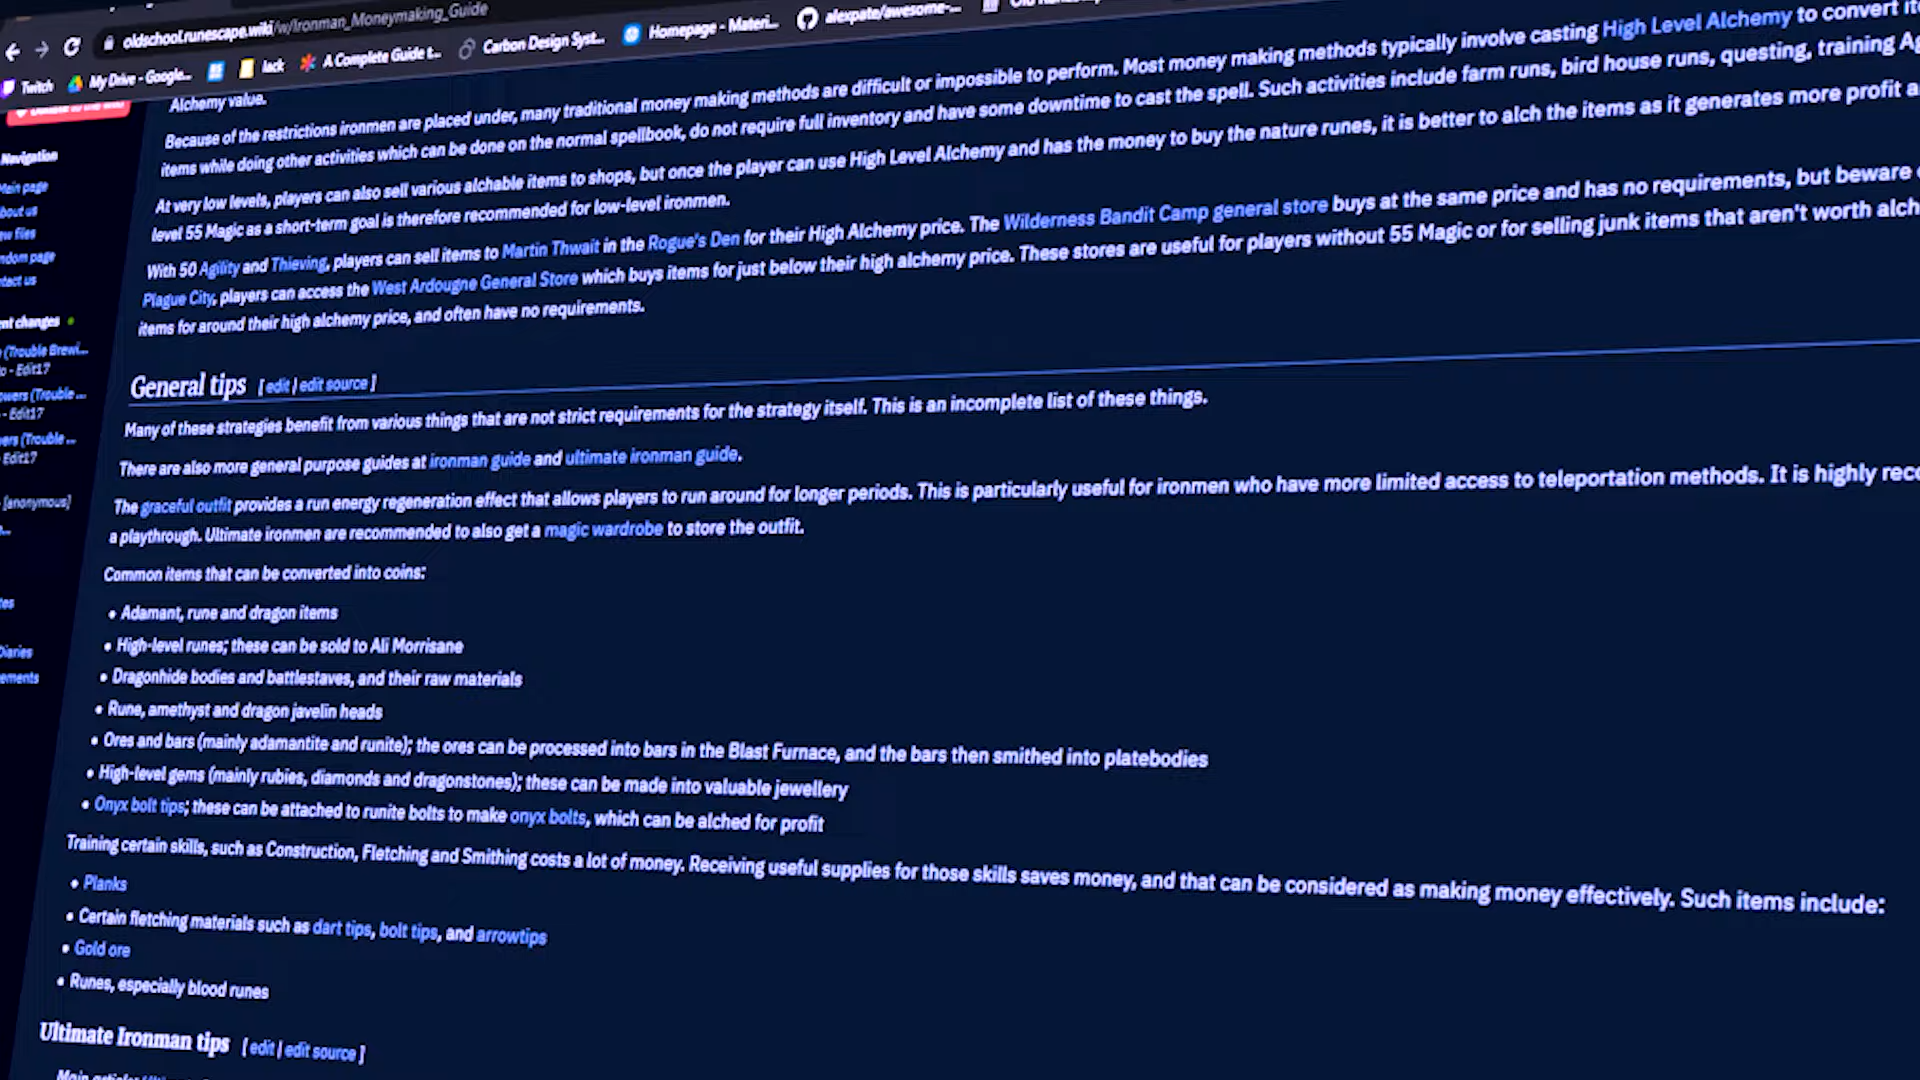 oldschool.runescape.wiki/w/Ironman_Moneymaking_Guide
Twitch My Drive - Google... lack A Complete Guide t... Carbon Design Syst... Homepage - Materi... alexpate/awesome-...
Alchemy value.
Because of the restrictions ironmen are placed under, many traditional money making methods are difficult or impossible to perform. Most money making methods typically involve casting High Level Alchemy to convert
items while doing other activities which can be done on the normal spellbook, do not require full inventory and have some downtime to cast the spell. Such activities include farm runs, bird house runs, questing, training
At very low levels, players can also sell various alchable items to shops, but once the player can use High Level Alchemy and has the money to buy the nature runes, it is better to alch the items as it generates more profit
level 55 Magic as a short-term goal is therefore recommended for low-level ironmen.
With 50 Agility and Thieving, players can sell items to Martin Thwait in the Rogue's Den for their High Alchemy price. The Wilderness Bandit Camp general store buys at the same price and has no requirements, but beware
Plague City, players can access the West Ardougne General Store which buys items for just below their high alchemy price. These stores are useful for players without 55 Magic or for selling junk items that aren't worth alch
items for around their high alchemy price, and often have no requirements.
Navigation
Main page
about us
files
page
us
changes
(Trouble Brewi...
- Edit17
(Trouble ...
- Edit17
(Trouble ...
Edit17
[anonymous]
Diaries
General tips [ edit | edit source ]
Many of these strategies benefit from various things that are not strict requirements for the strategy itself. This is an incomplete list of these things.
There are also more general purpose guides at ironman guide and ultimate ironman guide.
The graceful outfit provides a run energy regeneration effect that allows players to run around for longer periods. This is particularly useful for ironmen who have more limited access to teleportation methods. It is highly reco
a playthrough. Ultimate ironmen are recommended to also get a magic wardrobe to store the outfit.
Common items that can be converted into coins:
• Adamant, rune and dragon items
• High-level runes; these can be sold to Ali Morrisane
• Dragonhide bodies and battlestaves, and their raw materials
• Rune, amethyst and dragon javelin heads
• Ores and bars (mainly adamantite and runite); the ores can be processed into bars in the Blast Furnace, and the bars then smithed into platebodies
• High-level gems (mainly rubies, diamonds and dragonstones); these can be made into valuable jewellery
• Onyx bolt tips; these can be attached to runite bolts to make onyx bolts, which can be alched for profit
Training certain skills, such as Construction, Fletching and Smithing costs a lot of money. Receiving useful supplies for those skills saves money, and that can be considered as making money effectively. Such items include:
• Planks
• Certain fletching materials such as dart tips, bolt tips, and arrowtips
• Gold ore
• Runes, especially blood runes
Ultimate Ironman tips [ edit | edit source ]